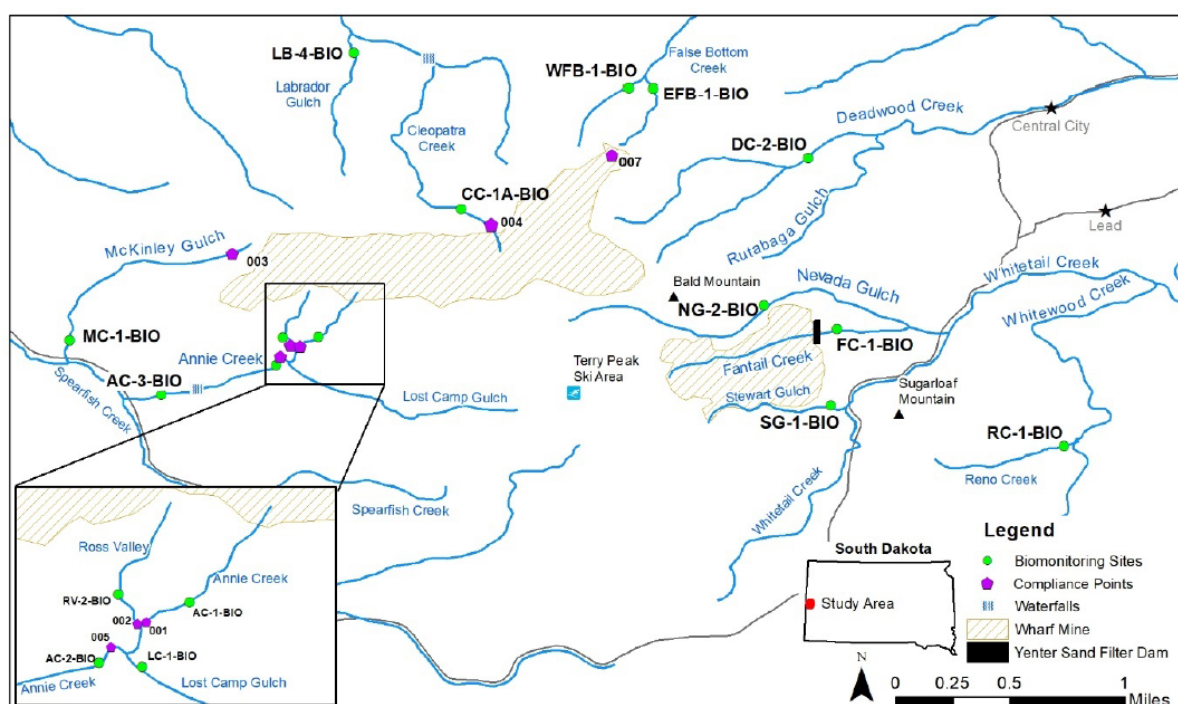 LB-4-BIO
Labrador
Gulch
Cleopatra
Creek
WFB-1-BIO
False Bottom
Creek
EFB-1-BIO
Deadwood Creek
Central City
DC-2-BIO
007
CC-1A-BIO
004
Rutabaga Gulch
Lead
McKinley Gulch
003
Bald Mountain
Nevada Gulch
Whitetail Creek
Whitewood Creek
NG-2-BIO
MC-1-BIO
FC-1-BIO
Annie Creek
Terry Peak
Ski Area
Fantail Creek
Spearfish Creek
AC-3-BIO
Lost Camp Gulch
Stewart Gulch
Sugarloaf
Mountain
SG-1-BIO
RC-1-BIO
Reno Creek
Whitetail Creek
Spearfish Creek
Ross Valley
Annie Creek
RV-2-BIO
AC-1-BIO
002
001
005
AC-2-BIO
LC-1-BIO
Annie Creek
Lost Camp Gulch
South Dakota
Study Area
Legend
Biomonitoring Sites
Compliance Points
Waterfalls
Wharf Mine
Yenter Sand Filter Dam
N
0 0.25 0.5 1
Miles